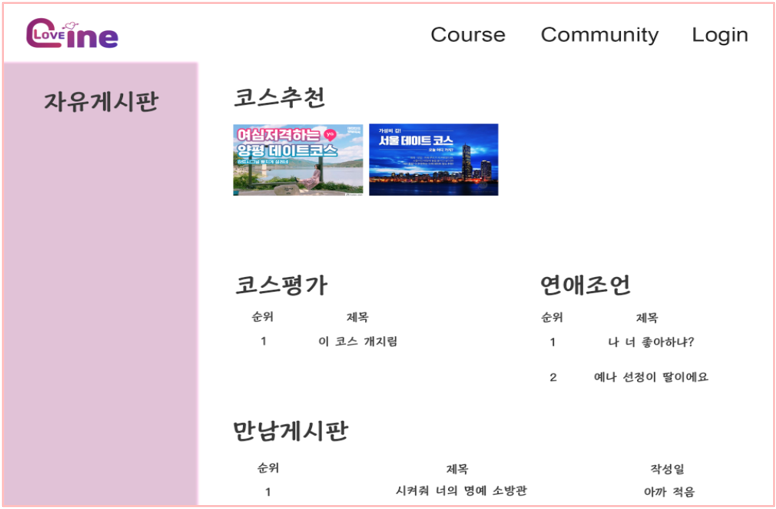 LOVE
eine
Course Community Login
자유게시판
코스추천
여심저격하는
양평 데이트코스
가성비 갑!
서울 데이트 코스
코스평가 연애조언
순위 제목 순위 제목
1 이 코스 개지림 1 나 너 좋아하냐?
2 예나 선정이 딸이에요
만남게시판
순위 제목 작성일
1 시켜줘 너의 명예 소방관 아까 적음